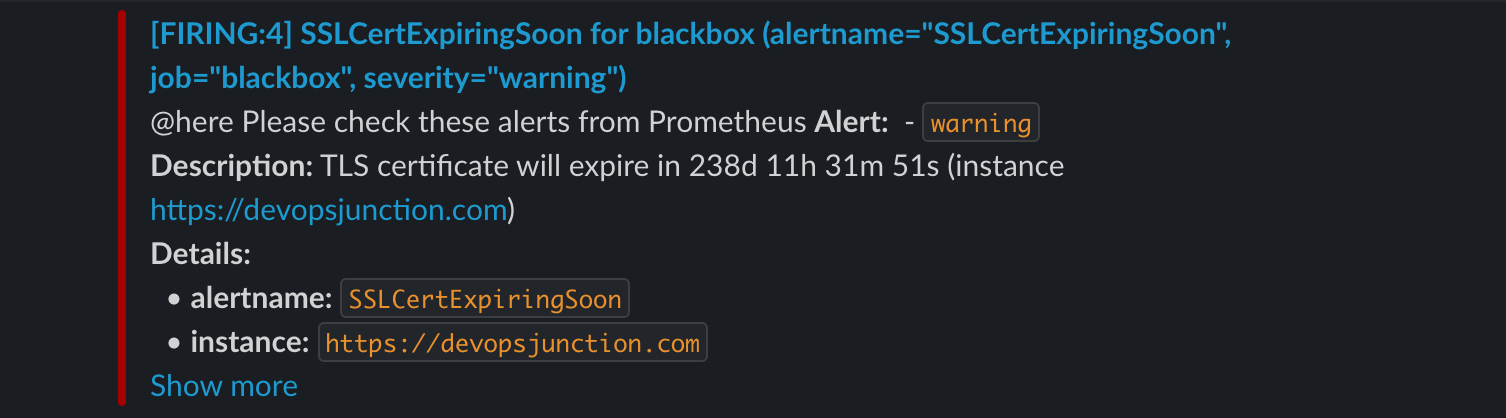 [FIRING:4] SSLCertExpiringSoon for blackbox (alertname="SSLCertExpiringSoon",
job="blackbox", severity="warning")
@here Please check these alerts from Prometheus Alert:  - warning
Description: TLS certificate will expire in 238d 11h 31m 51s (instance
https://devopsjunction.com)
Details:
• alertname: SSLCertExpiringSoon
• instance: https://devopsjunction.com
Show more